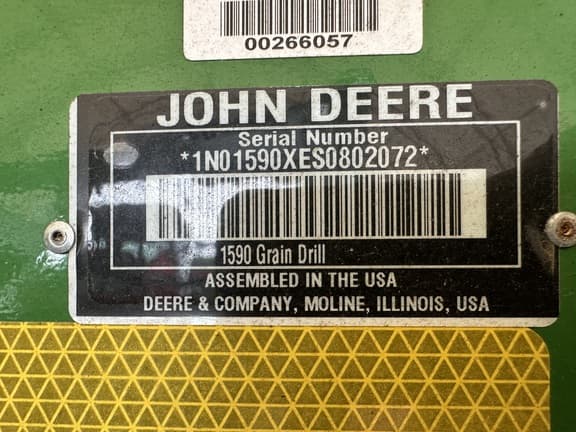 00266057
JOHN DEERE
Serial Number
*1N01590XES0802072*
1590 Grain Drill
ASSEMBLED IN THE USA
DEERE & COMPANY, MOLINE, ILLINOIS, USA